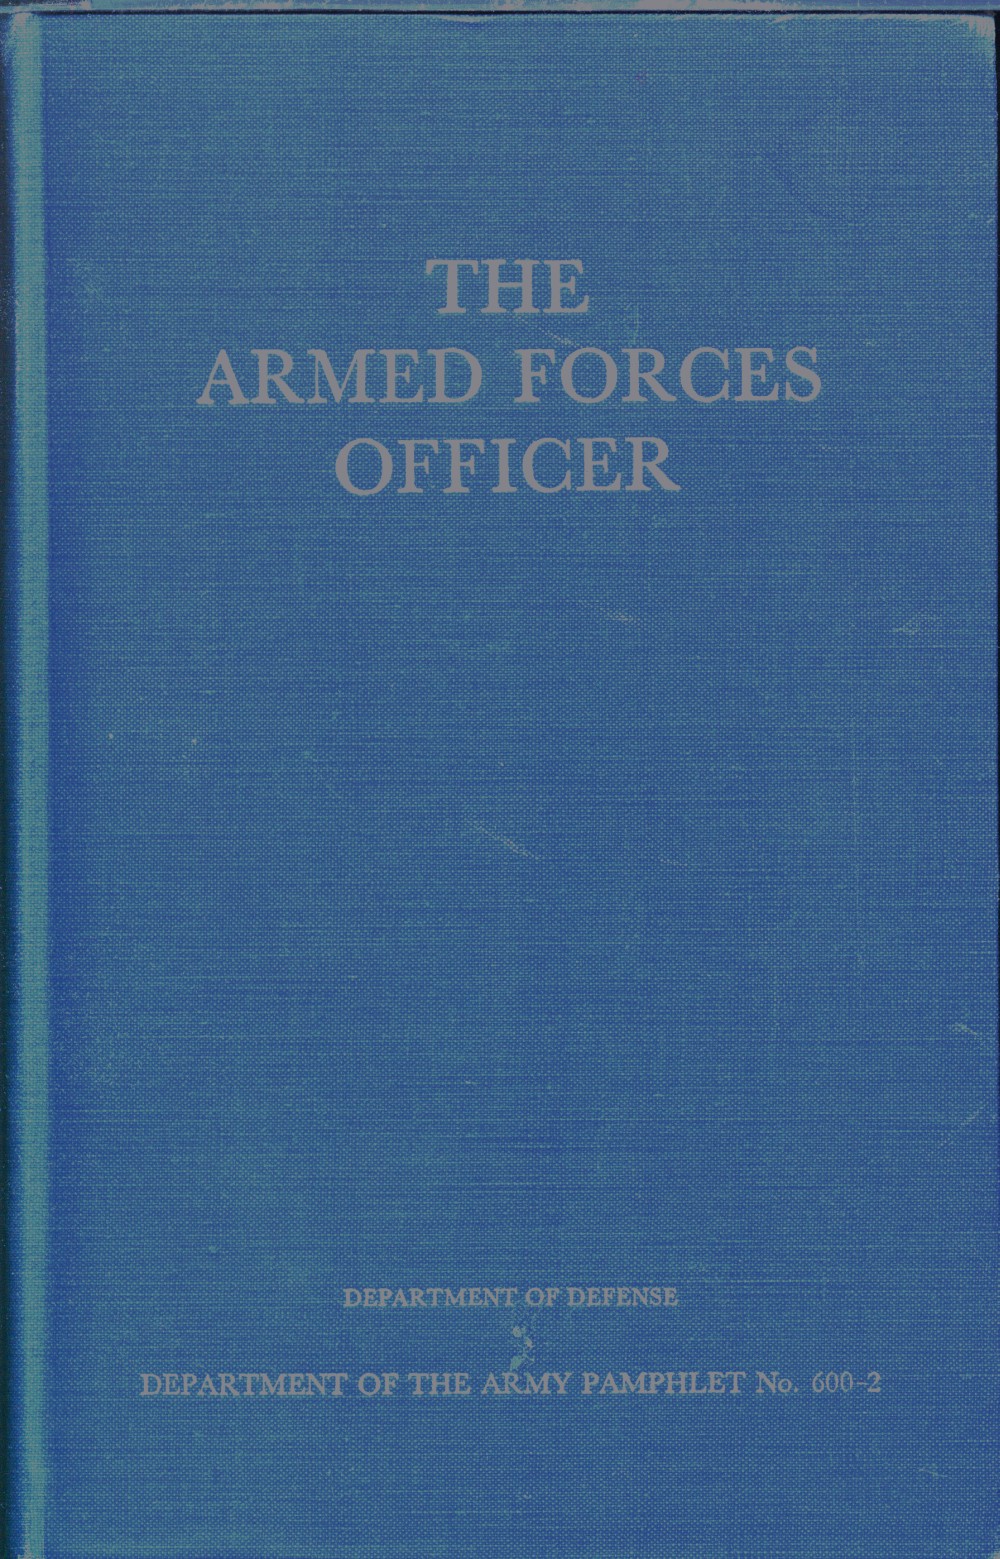 THE
ARMED FORCES
OFFICER
DEPARTMENT OF DEFENSE
DEPARTMENT OF THE ARMY PAMPHLET No. 600-2